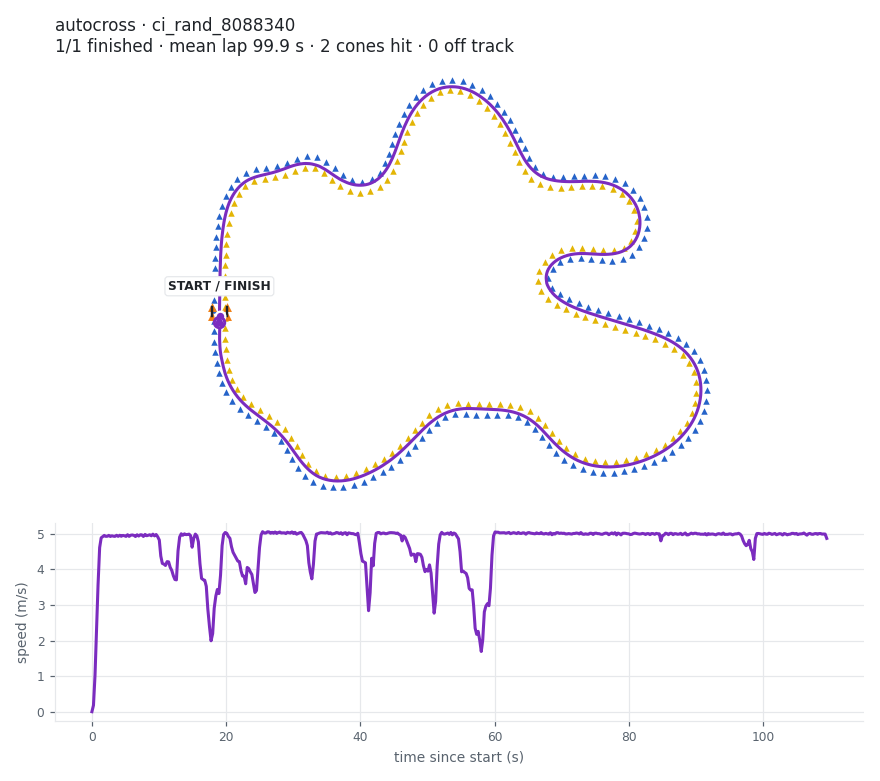 autocross · ci_rand_8088340
1/1 finished · mean lap 99.9 s · 2 cones hit · 0 off track
START / FINISH
5
4
3
2
1
0
speed (m/s)
0 20 40 60 80 100
time since start (s)